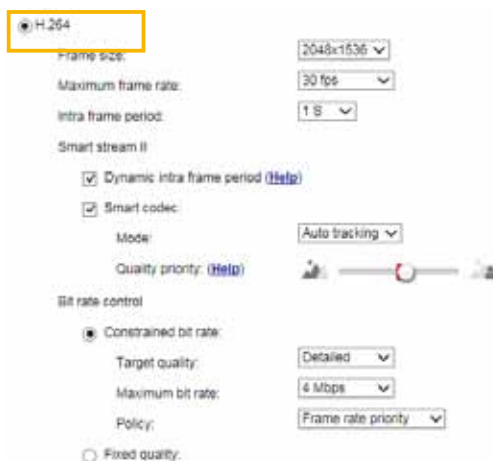 H.264
Frame size: 2048x1536
Maximum frame rate: 30 fps
Intra frame period: 1 S
Smart stream II
Dynamic intra frame period (Help)
Smart codec:
Mode: Auto tracking
Quality priority: (Help)
Bit rate control
Constrained bit rate:
Target quality: Detailed
Maximum bit rate: 4 Mbps
Policy: Frame rate priority
Fixed quality: